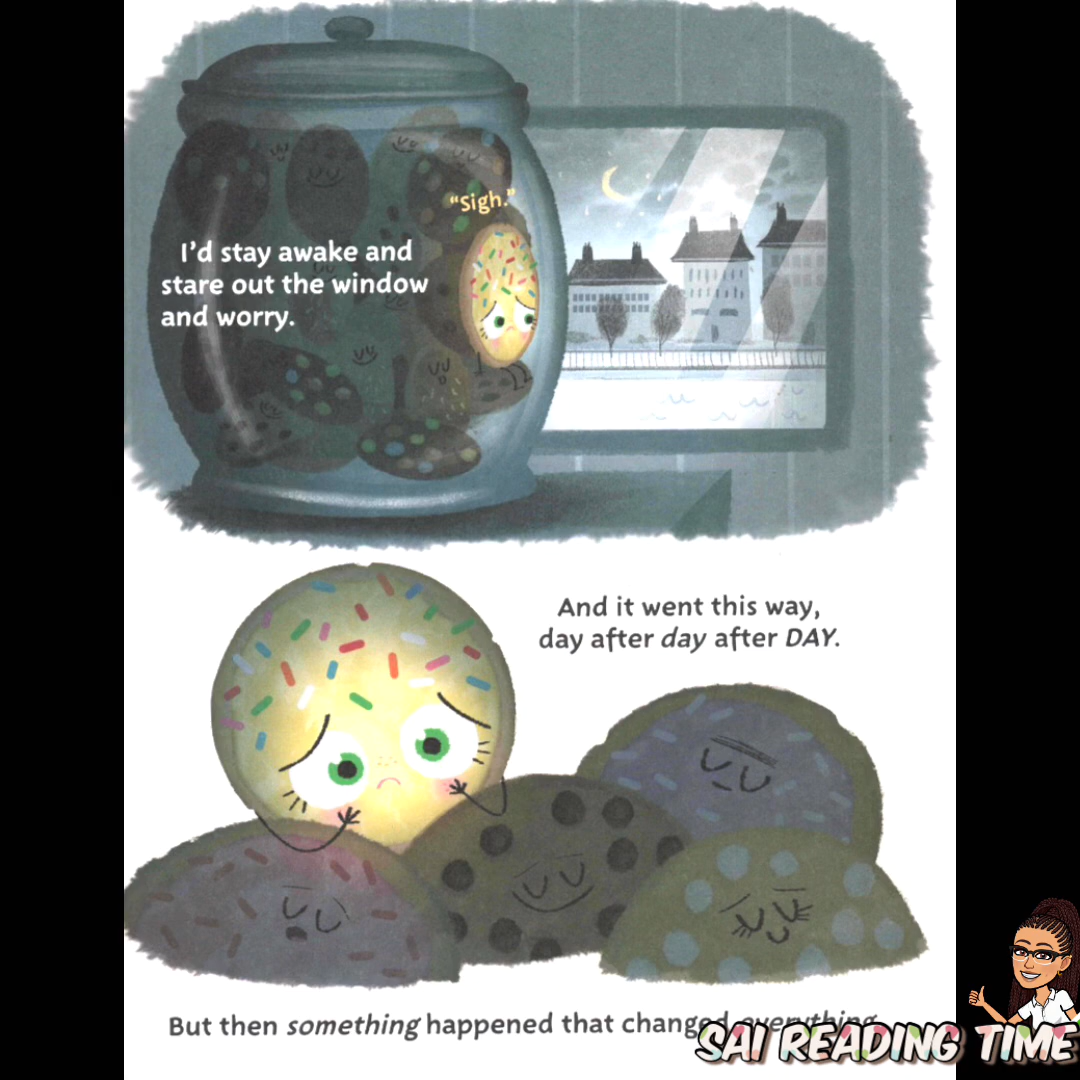 “Sigh.”
I’d stay awake and
stare out the window
and worry.
And it went this way,
day after day after DAY.
But then something happened that changed everything.
SAI READING TIME